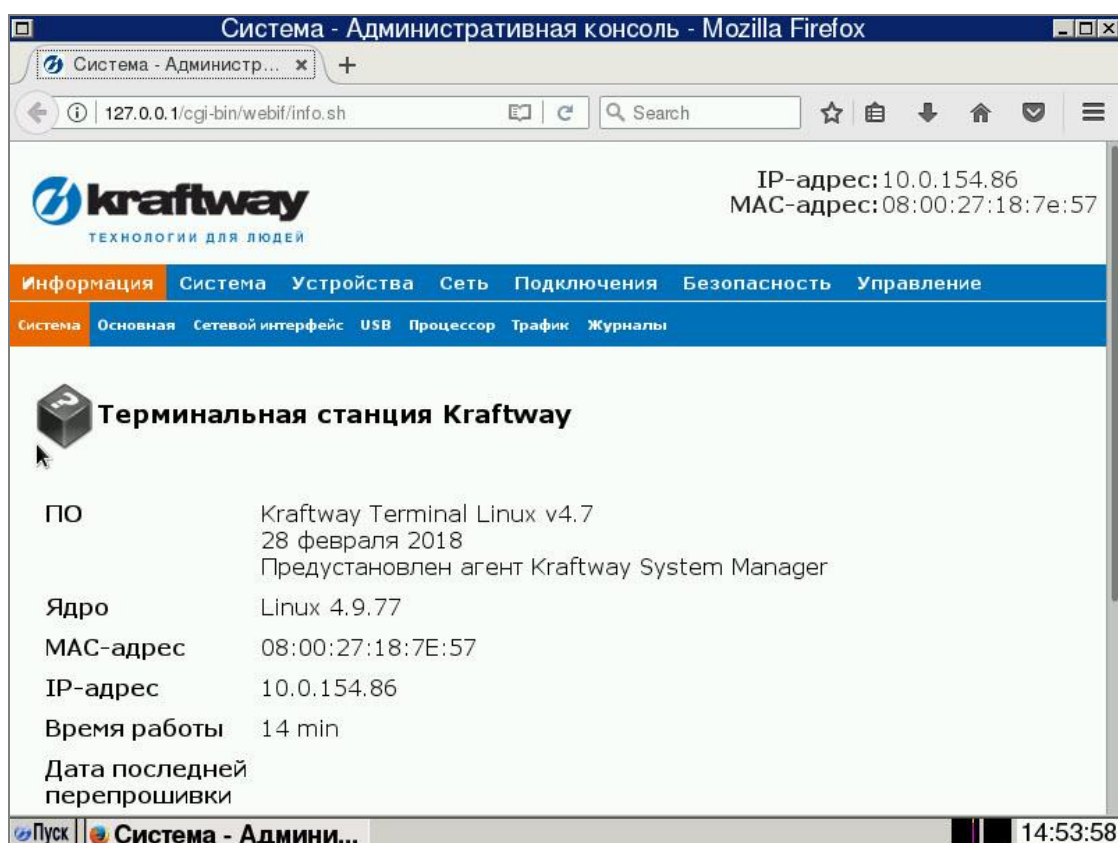 Система - Административная консоль - Mozilla Firefox
Система - Администр...
127.0.0.1/cgi-bin/webif/info.sh
Search
kraftway
ТЕХНОЛОГИИ ДЛЯ ЛЮДЕЙ
IP-адрес:10.0.154.86
MAC-адрес:08:00:27:18:7e:57
Информация Система Устройства Сеть Подключения Безопасность Управление
Система Основная Сетевой интерфейс USB Процессор Трафик Журналы
Терминальная станция Kraftway
ПО Kraftway Terminal Linux v4.7
28 февраля 2018
Предустановлен агент Kraftway System Manager
Ядро Linux 4.9.77
MAC-адрес 08:00:27:18:7E:57
IP-адрес 10.0.154.86
Время работы 14 min
Дата последней
перепрошивки
Пуск Система - Админи... 14:53:58